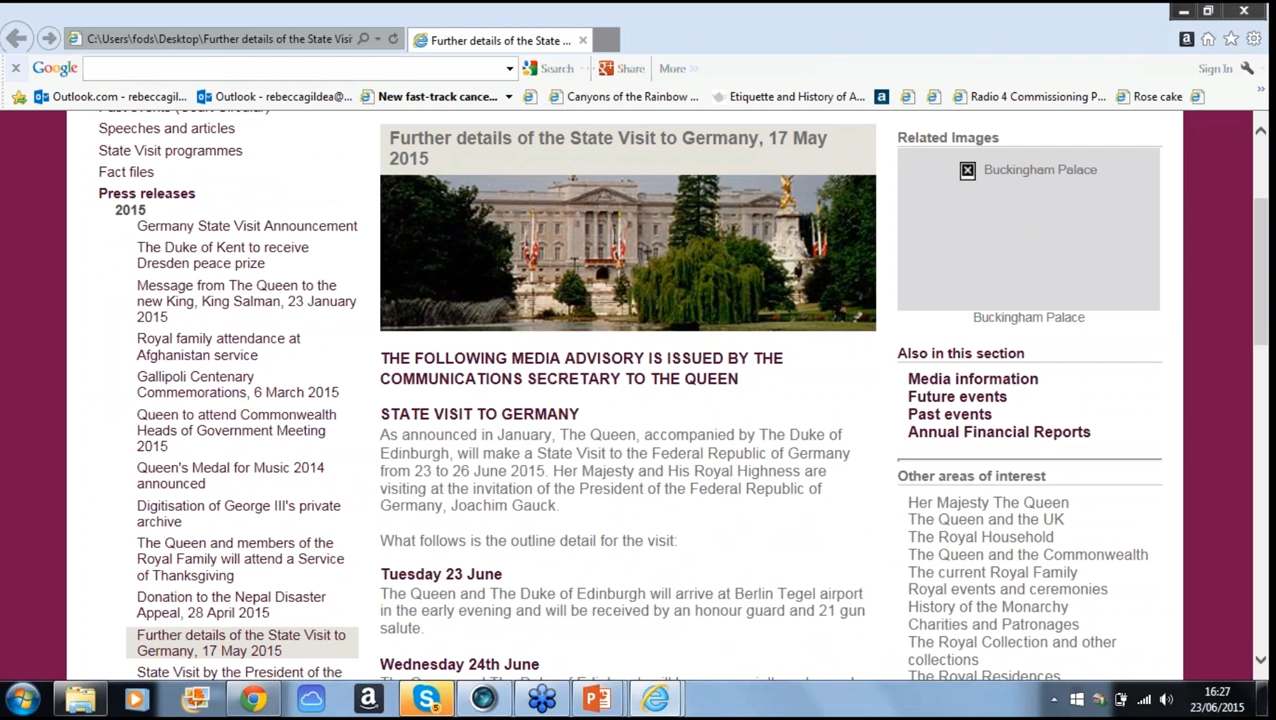 C:\Users\fods\Desktop\Further details of the State Visi
Further details of the State ...
Google
Search
Share
More
Sign In
Outlook.com - rebeccagil...
Outlook - rebeccagildea@...
New fast-track cance...
Canyons of the Rainbow ...
Etiquette and History of A...
Radio 4 Commissioning P...
Rose cake
Speeches and articles
State Visit programmes
Fact files
Press releases
2015
Germany State Visit Announcement
The Duke of Kent to receive
Dresden peace prize
Message from The Queen to the
new King, King Salman, 23 January
2015
Royal family attendance at
Afghanistan service
Gallipoli Centenary
Commemorations, 6 March 2015
Queen to attend Commonwealth
Heads of Government Meeting
2015
Queen's Medal for Music 2014
announced
Digitisation of George III's private
archive
The Queen and members of the
Royal Family will attend a Service
of Thanksgiving
Donation to the Nepal Disaster
Appeal, 28 April 2015
Further details of the State Visit to
Germany, 17 May 2015
State Visit by the President of the
Further details of the State Visit to Germany, 17 May
2015
THE FOLLOWING MEDIA ADVISORY IS ISSUED BY THE
COMMUNICATIONS SECRETARY TO THE QUEEN
STATE VISIT TO GERMANY
As announced in January, The Queen, accompanied by The Duke of
Edinburgh, will make a State Visit to the Federal Republic of Germany
from 23 to 26 June 2015. Her Majesty and His Royal Highness are
visiting at the invitation of the President of the Federal Republic of
Germany, Joachim Gauck.
What follows is the outline detail for the visit:
Tuesday 23 June
The Queen and The Duke of Edinburgh will arrive at Berlin Tegel airport
in the early evening and will be received by an honour guard and 21 gun
salute.
Wednesday 24th June
Related Images
Buckingham Palace
Buckingham Palace
Also in this section
Media information
Future events
Past events
Annual Financial Reports
Other areas of interest
Her Majesty The Queen
The Queen and the UK
The Royal Household
The Queen and the Commonwealth
The current Royal Family
Royal events and ceremonies
History of the Monarchy
Charities and Patronages
The Royal Collection and other
collections
The Royal Residences
16:27
23/06/2015